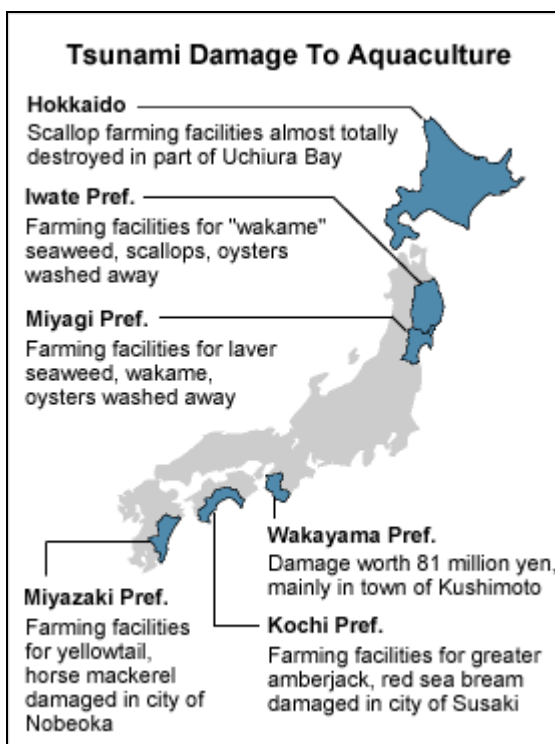 Tsunami Damage To Aquaculture
Hokkaido
Scallop farming facilities almost totally
destroyed in part of Uchiura Bay
Iwate Pref.
Farming facilities for "wakame"
seaweed, scallops, oysters
washed away
Miyagi Pref.
Farming facilities for laver
seaweed, wakame,
oysters washed away
Wakayama Pref.
Damage worth 81 million yen,
mainly in town of Kushimoto
Miyazaki Pref.
Farming facilities
for yellowtail,
horse mackerel
damaged in city of
Nobeoka
Kochi Pref.
Farming facilities for greater
amberjack, red sea bream
damaged in city of Susaki